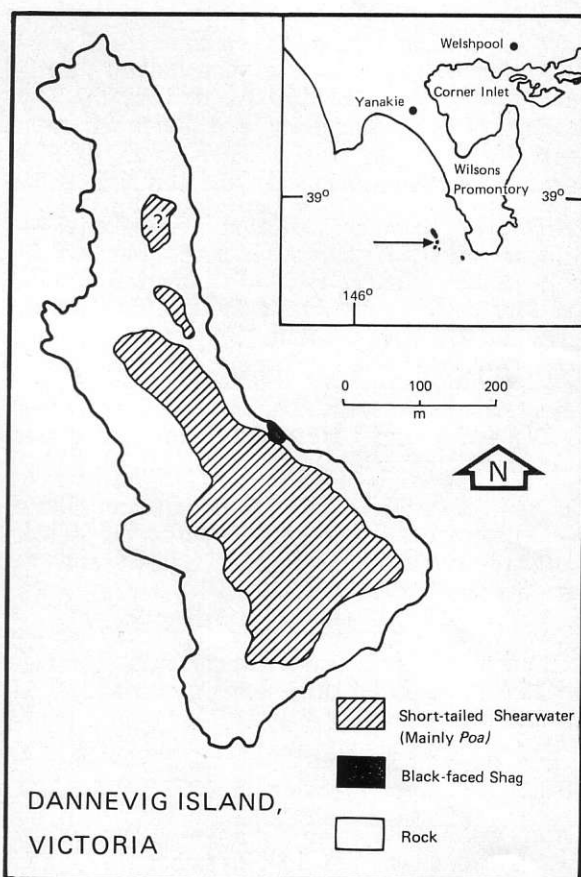 Welshpool
Corner Inlet
Yanakie
Wilsons
Promontory
39°
39°
146°
0 100 200
m
N
Short-tailed Shearwater
(Mainly Poa)
Black-faced Shag
Rock
DANNEVIG ISLAND,
VICTORIA